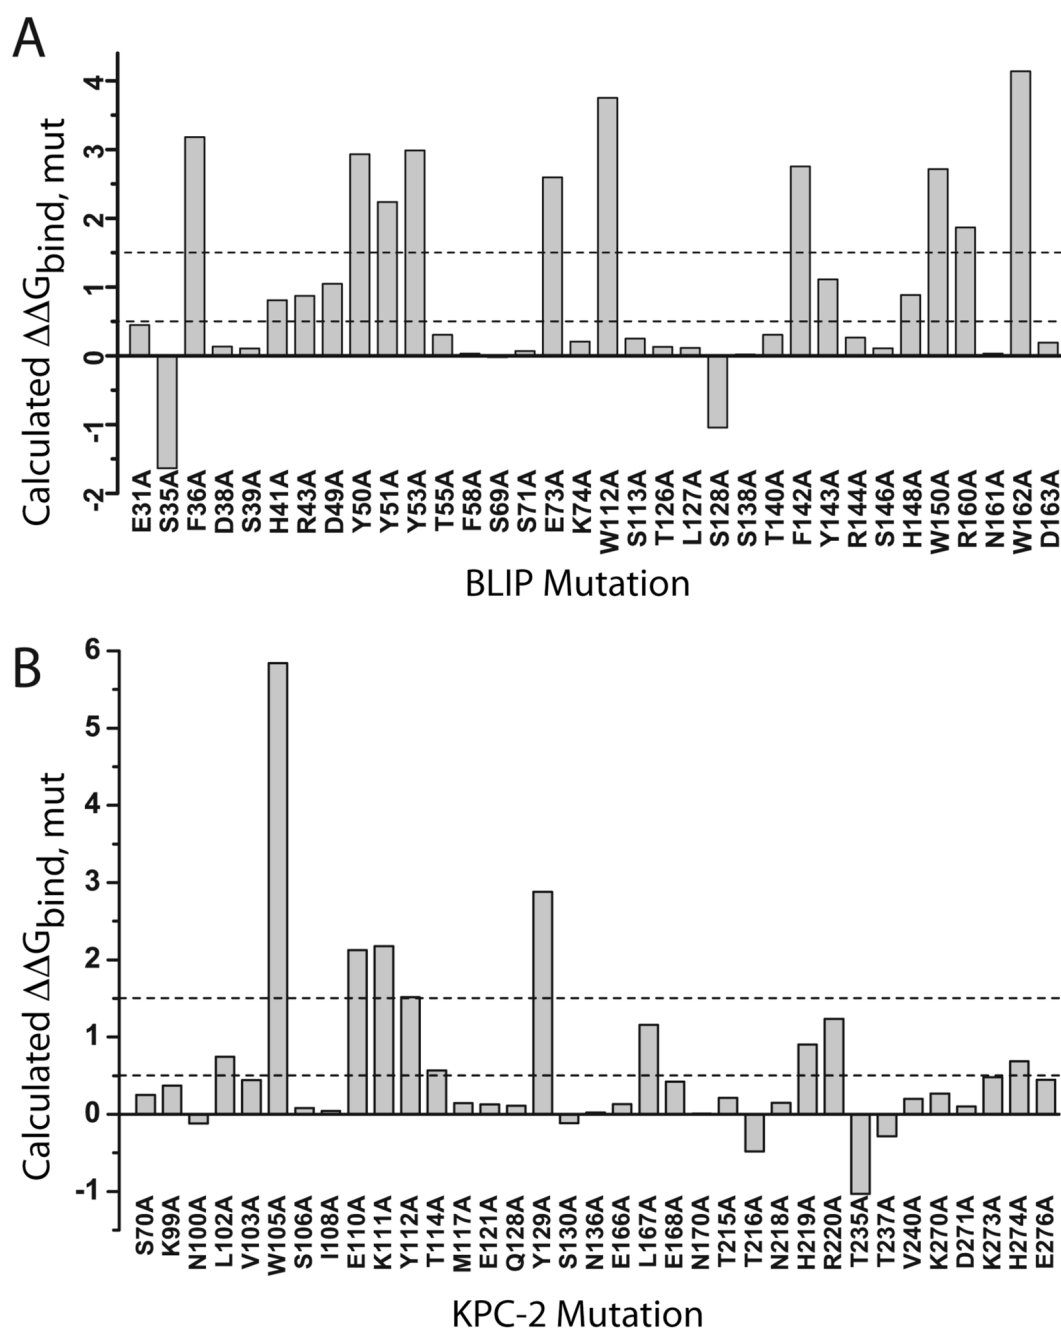 A
Calculated ΔΔGbind, mut
4
3
2
1
0
-1
-2
E31A S35A F36A D38A S39A H41A R43A D49A Y50A Y51A Y53A T55A F58A S69A S71A E73A K74A W112A S113A T126A L127A S128A S138A T140A F142A Y143A R144A S146A H148A W150A R160A N161A W162A D163A
BLIP Mutation
B
Calculated ΔΔGbind, mut
6
5
4
3
2
1
0
-1
S70A K99A N100A L102A V103A W105A S106A I108A E110A K111A Y112A T114A M117A E121A Q128A Y129A S130A N136A E166A L167A E168A N170A T215A T216A N218A H219A R220A T235A T237A V240A K270A D271A K273A H274A E276A
KPC-2 Mutation